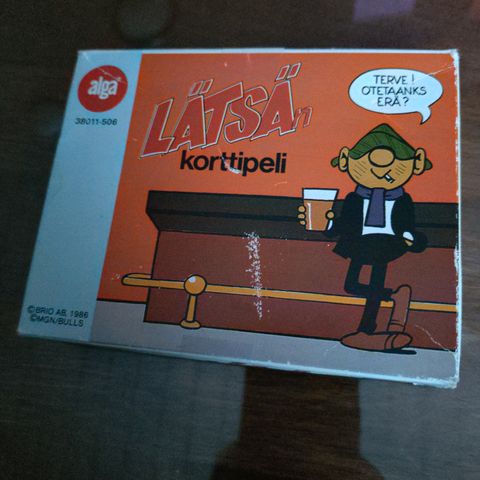 alga
38011-506
LÄTSÄn
korttipeli
TERVE!
OTETAANKS
ERÄ?
©BRIO AB, 1986
©MGN/BULLS